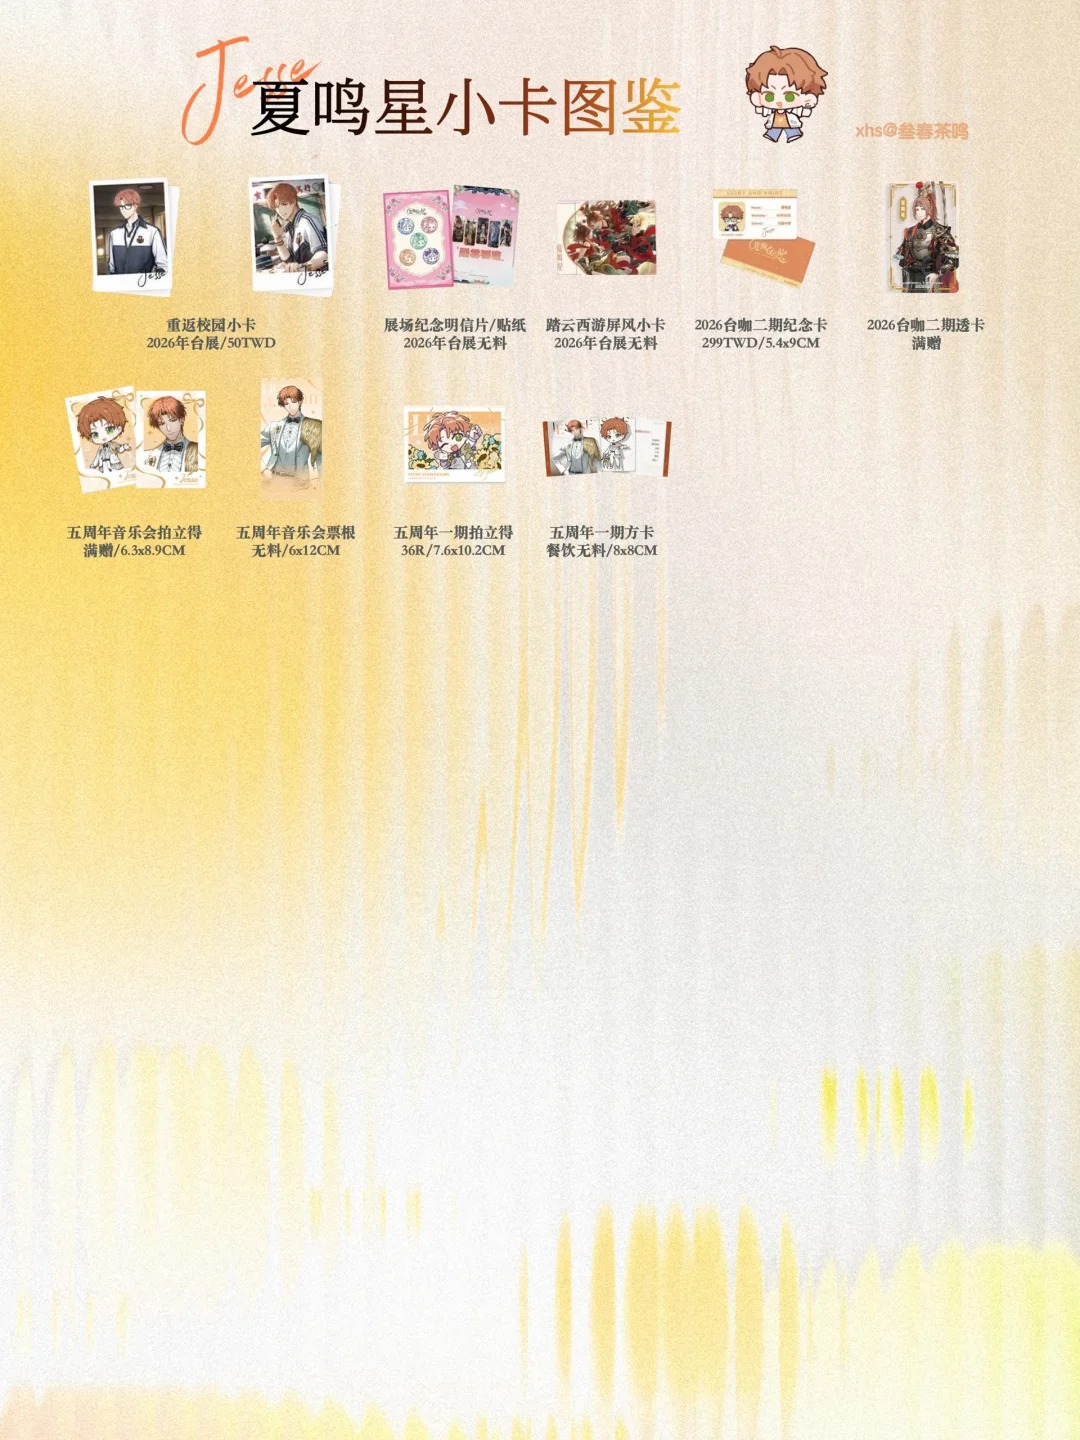 Jesse
夏鸣星小卡图鉴
xhs@叁春茶鸣
Jesse
Jesse
重返校园小卡
2026年台展/50TWD
展场纪念明信片/贴纸
2026年台展无料
踏云西游屏风小卡
2026年台展无料
LIGHT AND NIGHT
2026台咖二期纪念卡
299TWD/5.4x9CM
2026台咖二期透卡
满赠
Jesse
五周年音乐会拍立得
满赠/6.3x8.9CM
五周年音乐会票根
无料/6x12CM
五周年一期拍立得
36R/7.6x10.2CM
五周年一期方卡
餐饮无料/8x8CM